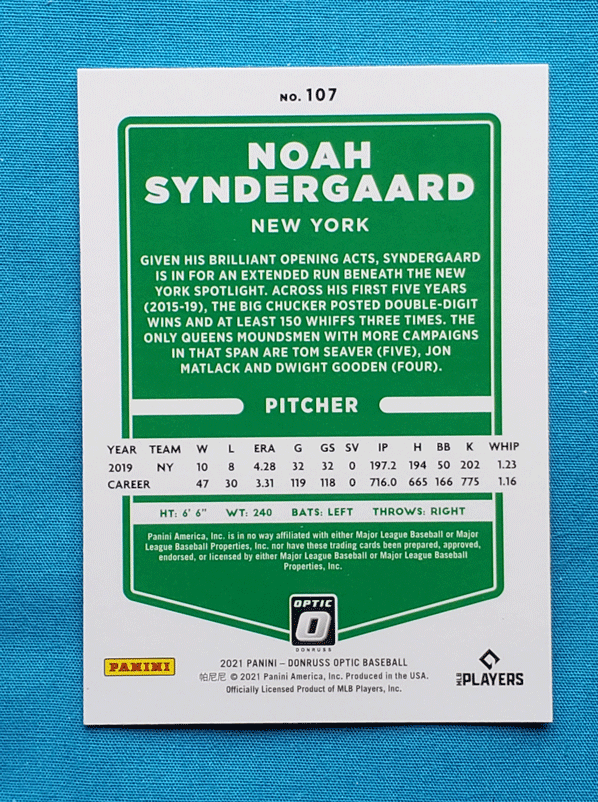 NO. 107
NOAH
SYNDERGAARD
NEW YORK
GIVEN HIS BRILLIANT OPENING ACTS, SYNDERGAARD
IS IN FOR AN EXTENDED RUN BENEATH THE NEW
YORK SPOTLIGHT. ACROSS HIS FIRST FIVE YEARS
(2015-19), THE BIG CHUCKER POSTED DOUBLE-DIGIT
WINS AND AT LEAST 150 WHIFFS THREE TIMES. THE
ONLY QUEENS MOUNDSMEN WITH MORE CAMPAIGNS
IN THAT SPAN ARE TOM SEAVER (FIVE), JON
MATLACK AND DWIGHT GOODEN (FOUR).
PITCHER
YEAR TEAM W L ERA G GS SV IP H BB K WHIP
2019 NY 10 8 4.28 32 32 0 197.2 194 50 202 1.23
CAREER 47 30 3.31 119 118 0 716.0 665 166 775 1.16
HT: 6' 6" WT: 240 BATS: LEFT THROWS: RIGHT
Panini America, Inc. is in no way affiliated with either Major League Baseball or Major
League Baseball Properties, Inc. nor have these trading cards been prepared, approved,
endorsed, or licensed by either Major League Baseball or Major League Baseball
Properties, Inc.
OPTIC
DONRUSS
PANINI
2021 PANINI – DONRUSS OPTIC BASEBALL
帕尼尼 © 2021 Panini America, Inc. Produced in the USA.
Officially Licensed Product of MLB Players, Inc.
MLB PLAYERS